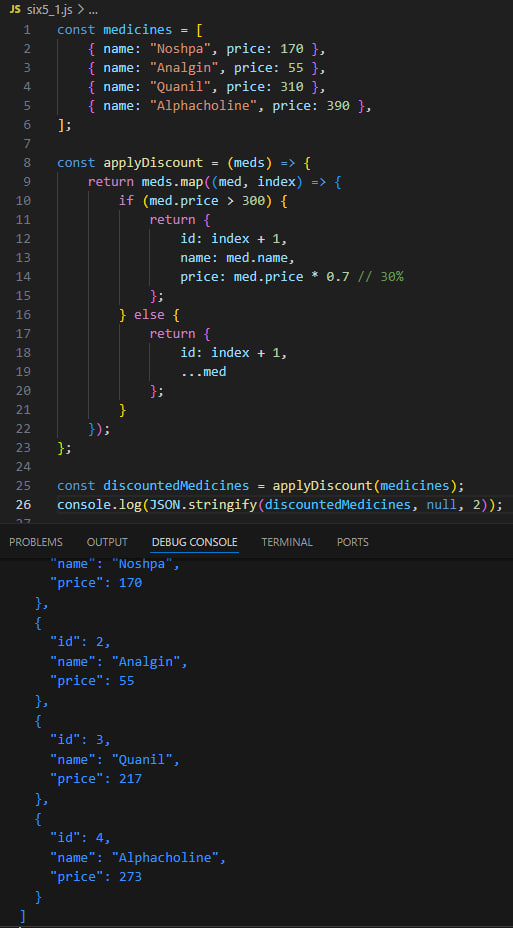 JS six5_1.js > ...
1 const medicines = [
2     { name: "Noshpa", price: 170 },
3     { name: "Analgin", price: 55 },
4     { name: "Quanil", price: 310 },
5     { name: "Alphacholine", price: 390 },
6 ];
7
8 const applyDiscount = (meds) => {
9     return meds.map((med, index) => {
10         if (med.price > 300) {
11             return {
12                 id: index + 1,
13                 name: med.name,
14                 price: med.price * 0.7 // 30%
15             };
16         } else {
17             return {
18                 id: index + 1,
19                 ...med
20             };
21         }
22     });
23 };
24
25 const discountedMedicines = applyDiscount(medicines);
26 console.log(JSON.stringify(discountedMedicines, null, 2));
27
PROBLEMS OUTPUT DEBUG CONSOLE TERMINAL PORTS
    "name": "Noshpa",
    "price": 170
  },
  {
    "id": 2,
    "name": "Analgin",
    "price": 55
  },
  {
    "id": 3,
    "name": "Quanil",
    "price": 217
  },
  {
    "id": 4,
    "name": "Alphacholine",
    "price": 273
  }
]